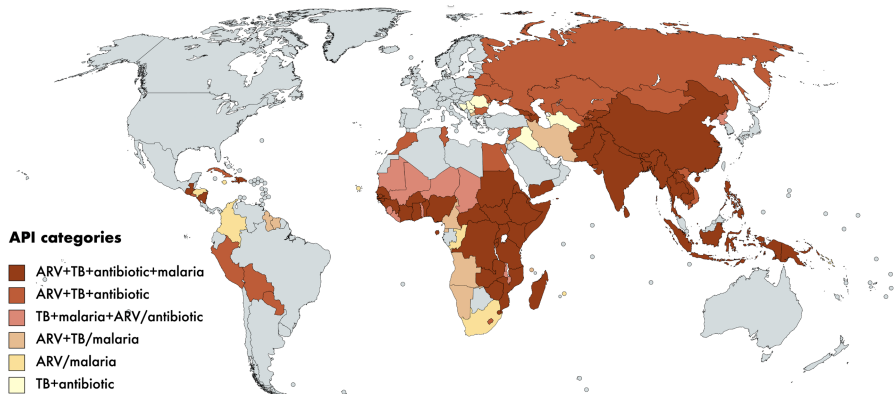 API categories
ARV+TB+antibiotic+malaria
ARV+TB+antibiotic
TB+malaria+ARV/antibiotic
ARV+TB/malaria
ARV/malaria
TB+antibiotic